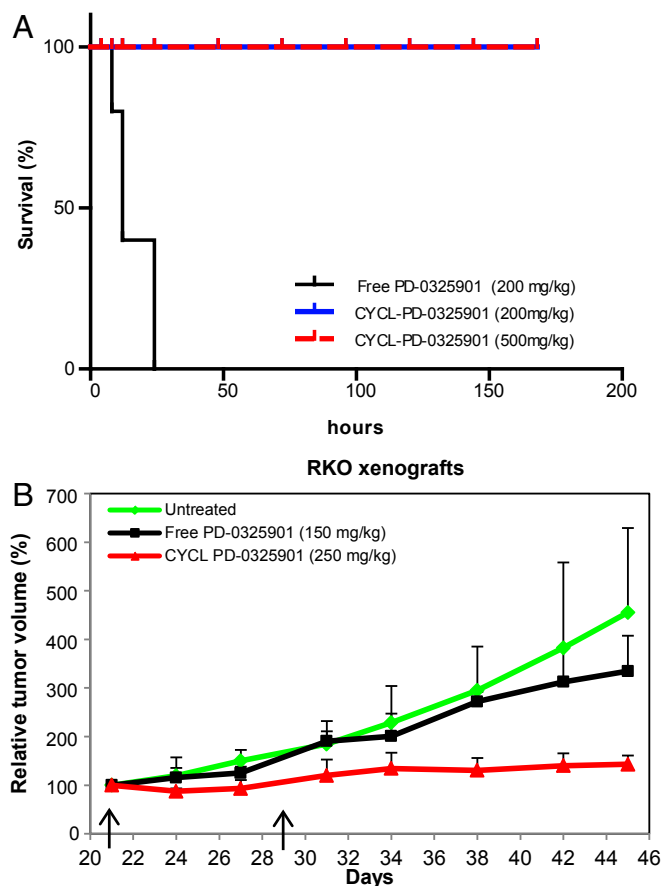 A
100
50
0
Survival (%)
Free PD-0325901 (200 mg/kg)
CYCL-PD-0325901 (200mg/kg)
CYCL-PD-0325901 (500mg/kg)
0 50 100 150 200
hours
RKO xenografts
B
700
600
500
400
300
200
100
0
Relative tumor volume (%)
Untreated
Free PD-0325901 (150 mg/kg)
CYCL PD-0325901 (250 mg/kg)
20 22 24 26 28 30 32 34 36 38 40 42 44 46
Days